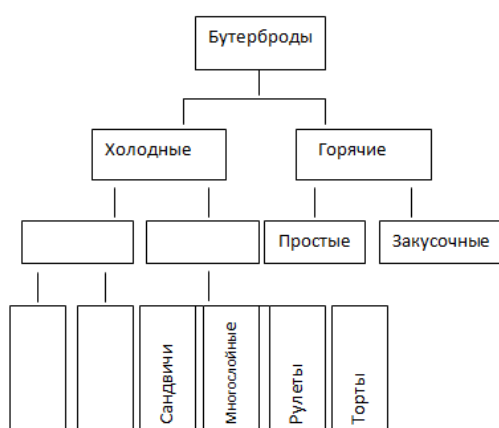 Бутерброды
Холодные
Горячие
Простые
Закусочные
Сандвичи
Многослойные
Рулеты
Торты